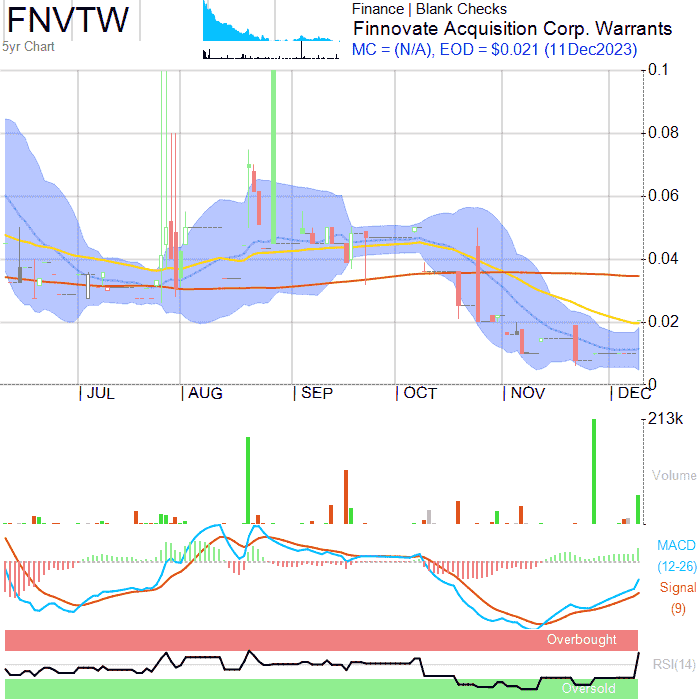 FNVTW
5yr Chart
Finance | Blank Checks
Finnovate Acquisition Corp. Warrants
MC = (N/A), EOD = $0.021 (11Dec2023)
0.1
0.08
0.06
0.04
0.02
0
| JUL | AUG | SEP | OCT | NOV | DEC
213k
Volume
MACD
(12-26)
Signal
(9)
Overbought
RSI(14)
Oversold